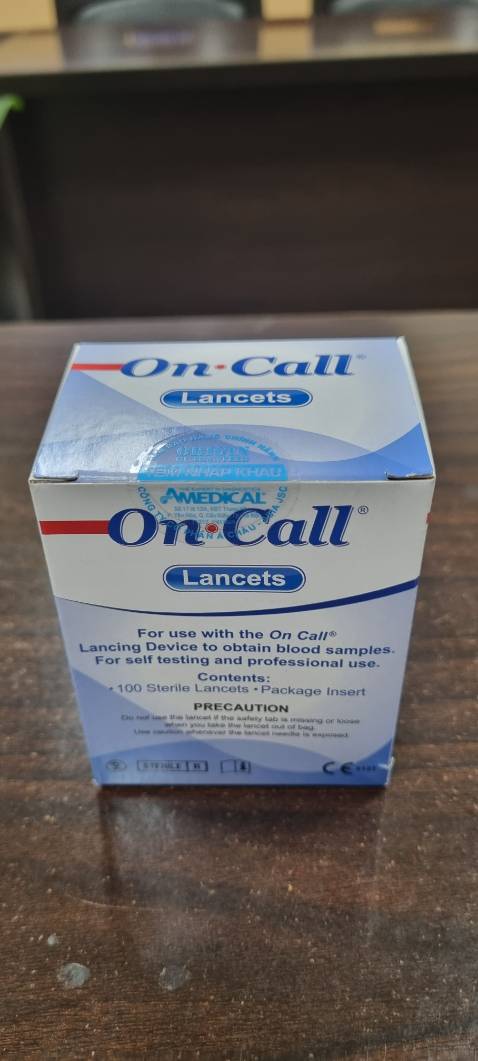 On•Call®
Lancets
TEM NHẬP KHẨU
AMEDICAL
On•Call®
Lancets
For use with the On Call®
Lancing Device to obtain blood samples.
For self testing and professional use.
Contents:
• 100 Sterile Lancets • Package Insert
PRECAUTION
Do not use the lancet if the safety tab is missing or loose
when you take the lancet out of bag.
Use caution whenever the lancet needle is exposed.
STERILE R
CE